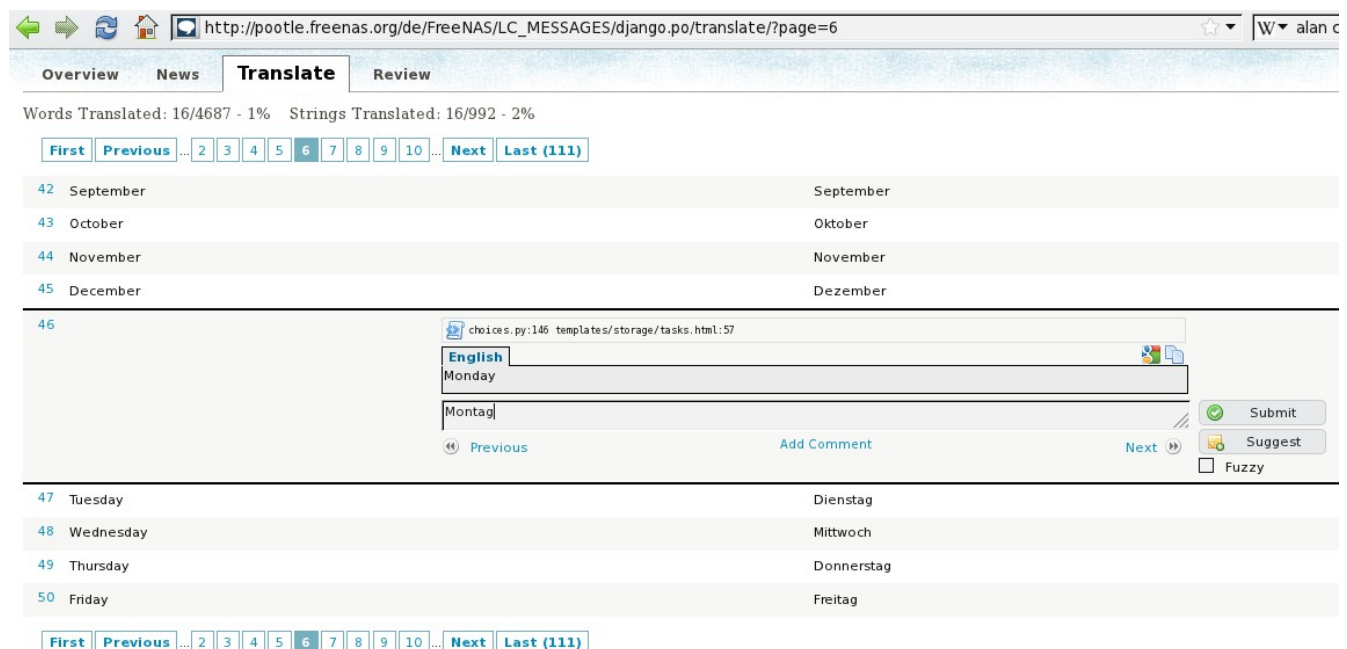 http://pootle.freenas.org/de/FreeNAS/LC_MESSAGES/django.po/translate/?page=6 W alan c
Overview News Translate Review
Words Translated: 16/4687 - 1% Strings Translated: 16/992 - 2%
First Previous ... 2 3 4 5 6 7 8 9 10 ... Next Last (111)
42 September September
43 October Oktober
44 November November
45 December Dezember
46 choices.py:146 templates/storage/tasks.html:57
English
Monday
Montag Submit
Previous Add Comment Next Suggest
Fuzzy
47 Tuesday Dienstag
48 Wednesday Mittwoch
49 Thursday Donnerstag
50 Friday Freitag
First Previous ... 2 3 4 5 6 7 8 9 10 ... Next Last (111)